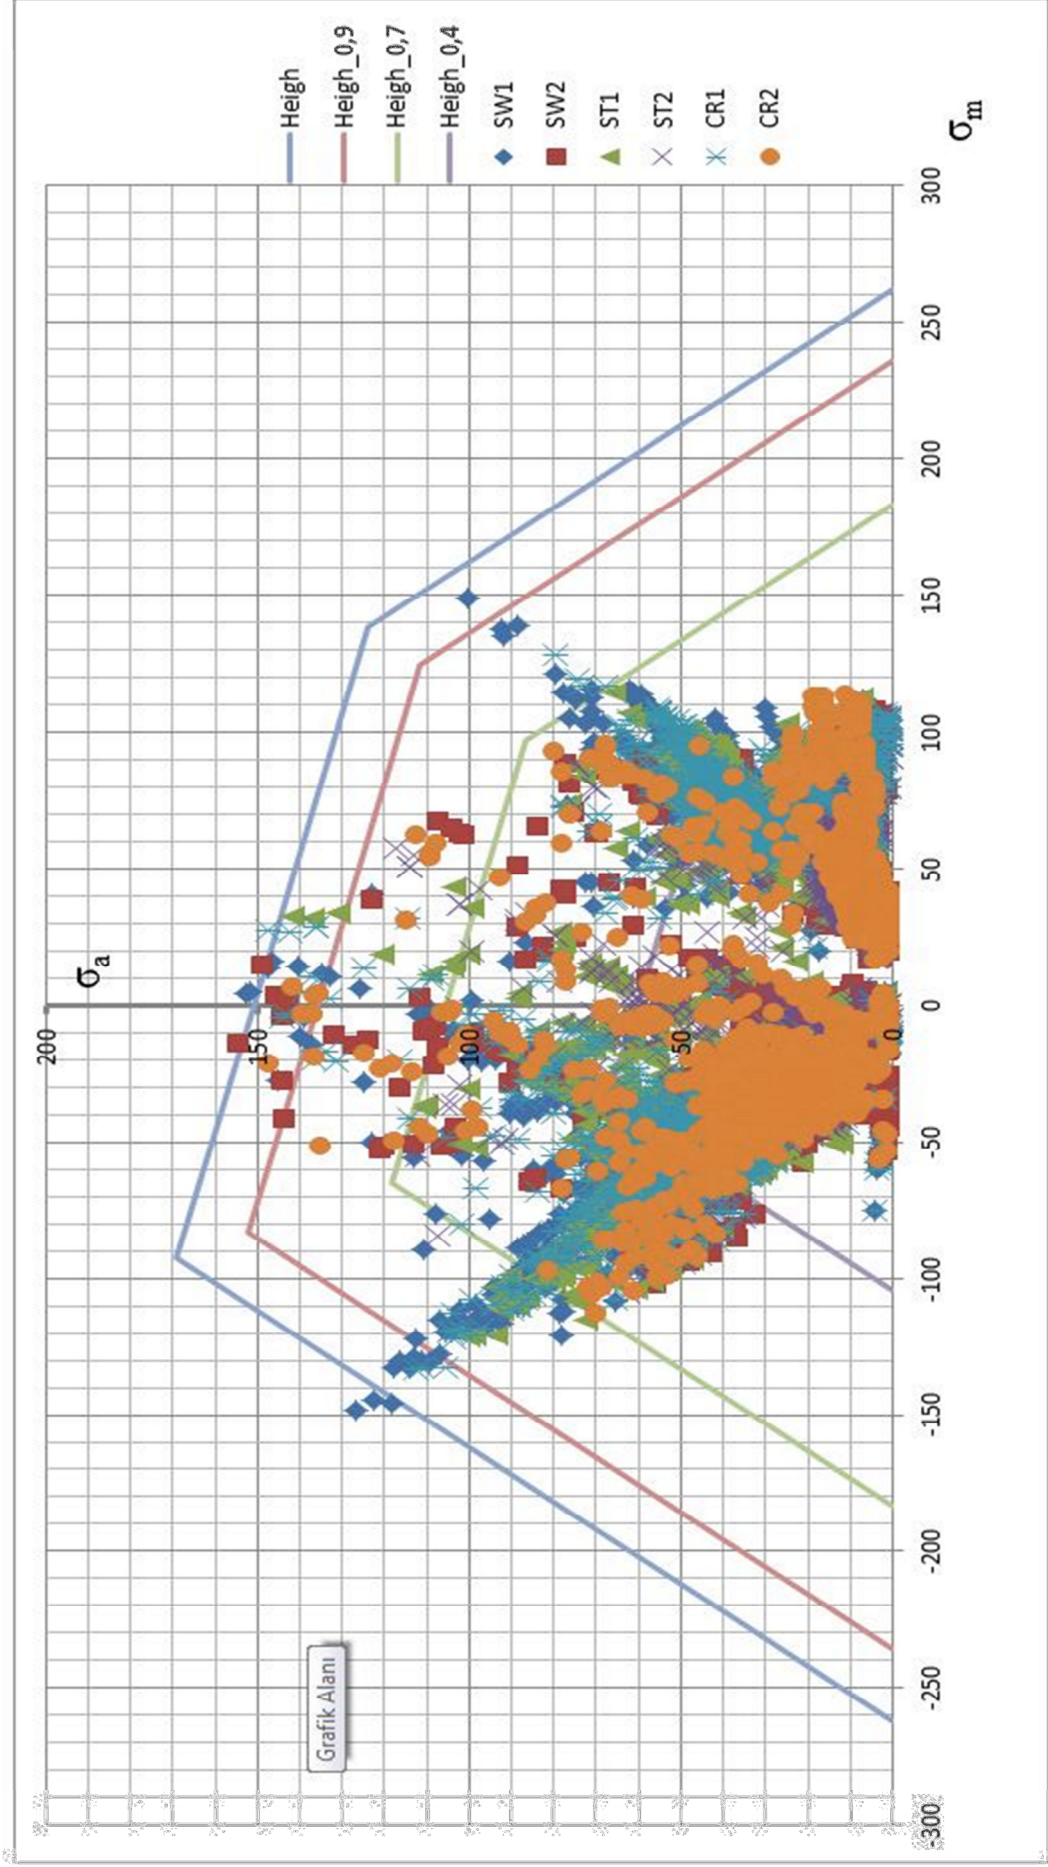 σa
200
150
100
50
0
-300
-250
-200
-150
-100
-50
0
50
100
150
200
250
300
σm
Grafik Alanı
Heigh
Heigh_0,9
Heigh_0,7
Heigh_0,4
SW1
SW2
ST1
ST2
CR1
CR2